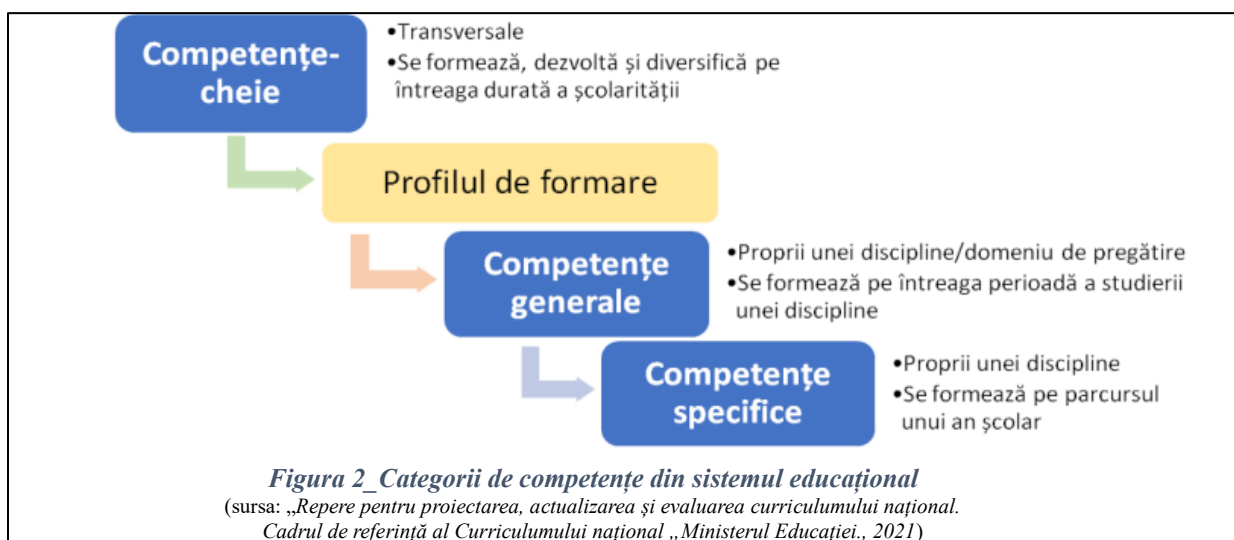 Competențe-
cheie
•Transversale
•Se formează, dezvoltă și diversifică pe
întreaga durată a școlarității
Profilul de formare
Competențe
generale
•Proprii unei discipline/domeniu de pregătire
•Se formează pe întreaga perioadă a studierii
unei discipline
Competențe
specifice
•Proprii unei discipline
•Se formează pe parcursul
unui an școlar
Figura 2_Categorii de competențe din sistemul educațional
(sursa: „Repere pentru proiectarea, actualizarea și evaluarea curriculumului național.
Cadrul de referință al Curriculumului național „Ministerul Educației., 2021)